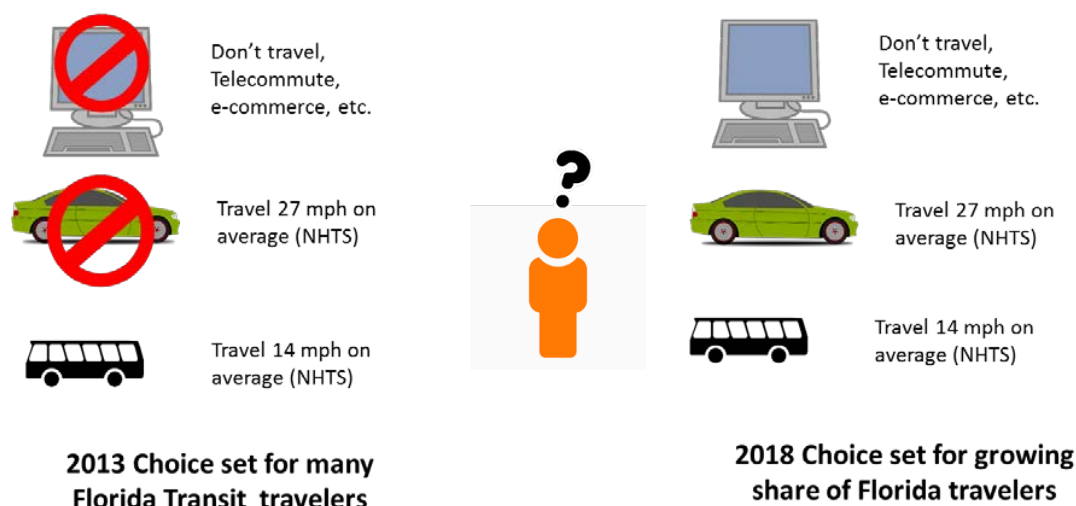 Don't travel,
Telecommute,
e-commerce, etc.
Travel 27 mph on
average (NHTS)
Travel 14 mph on
average (NHTS)
2013 Choice set for many
Florida Transit travelers
?
Don't travel,
Telecommute,
e-commerce, etc.
Travel 27 mph on
average (NHTS)
Travel 14 mph on
average (NHTS)
2018 Choice set for growing
share of Florida travelers